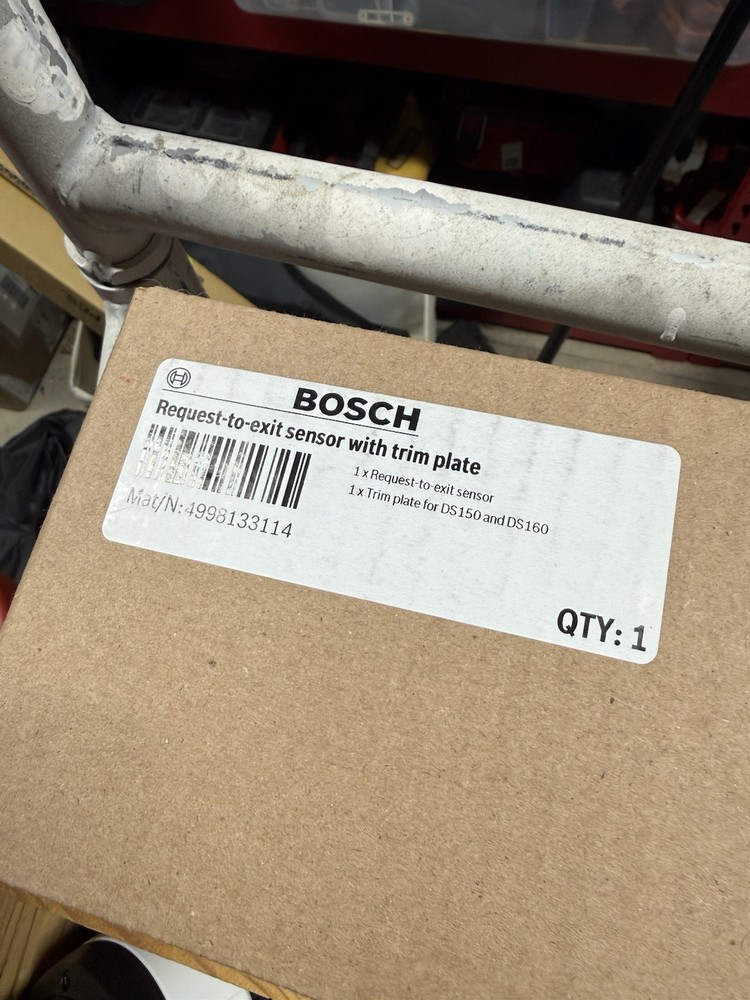 BOSCH
Request-to-exit sensor with trim plate
1 x Request-to-exit sensor
1 x Trim plate for DS150 and DS160
Mat/N:4998133114
QTY: 1